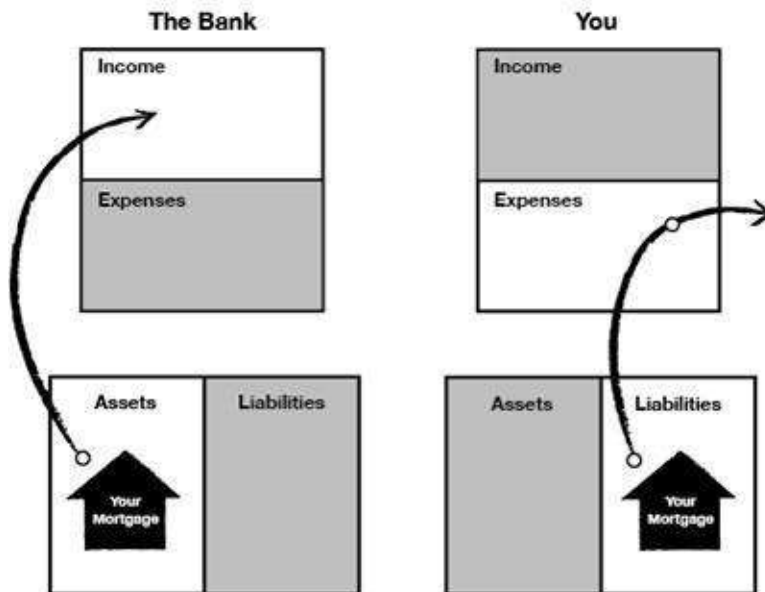 The Bank
Income
Expenses
Assets
Liabilities
Your
Mortgage
You
Income
Expenses
Assets
Liabilities
Your
Mortgage